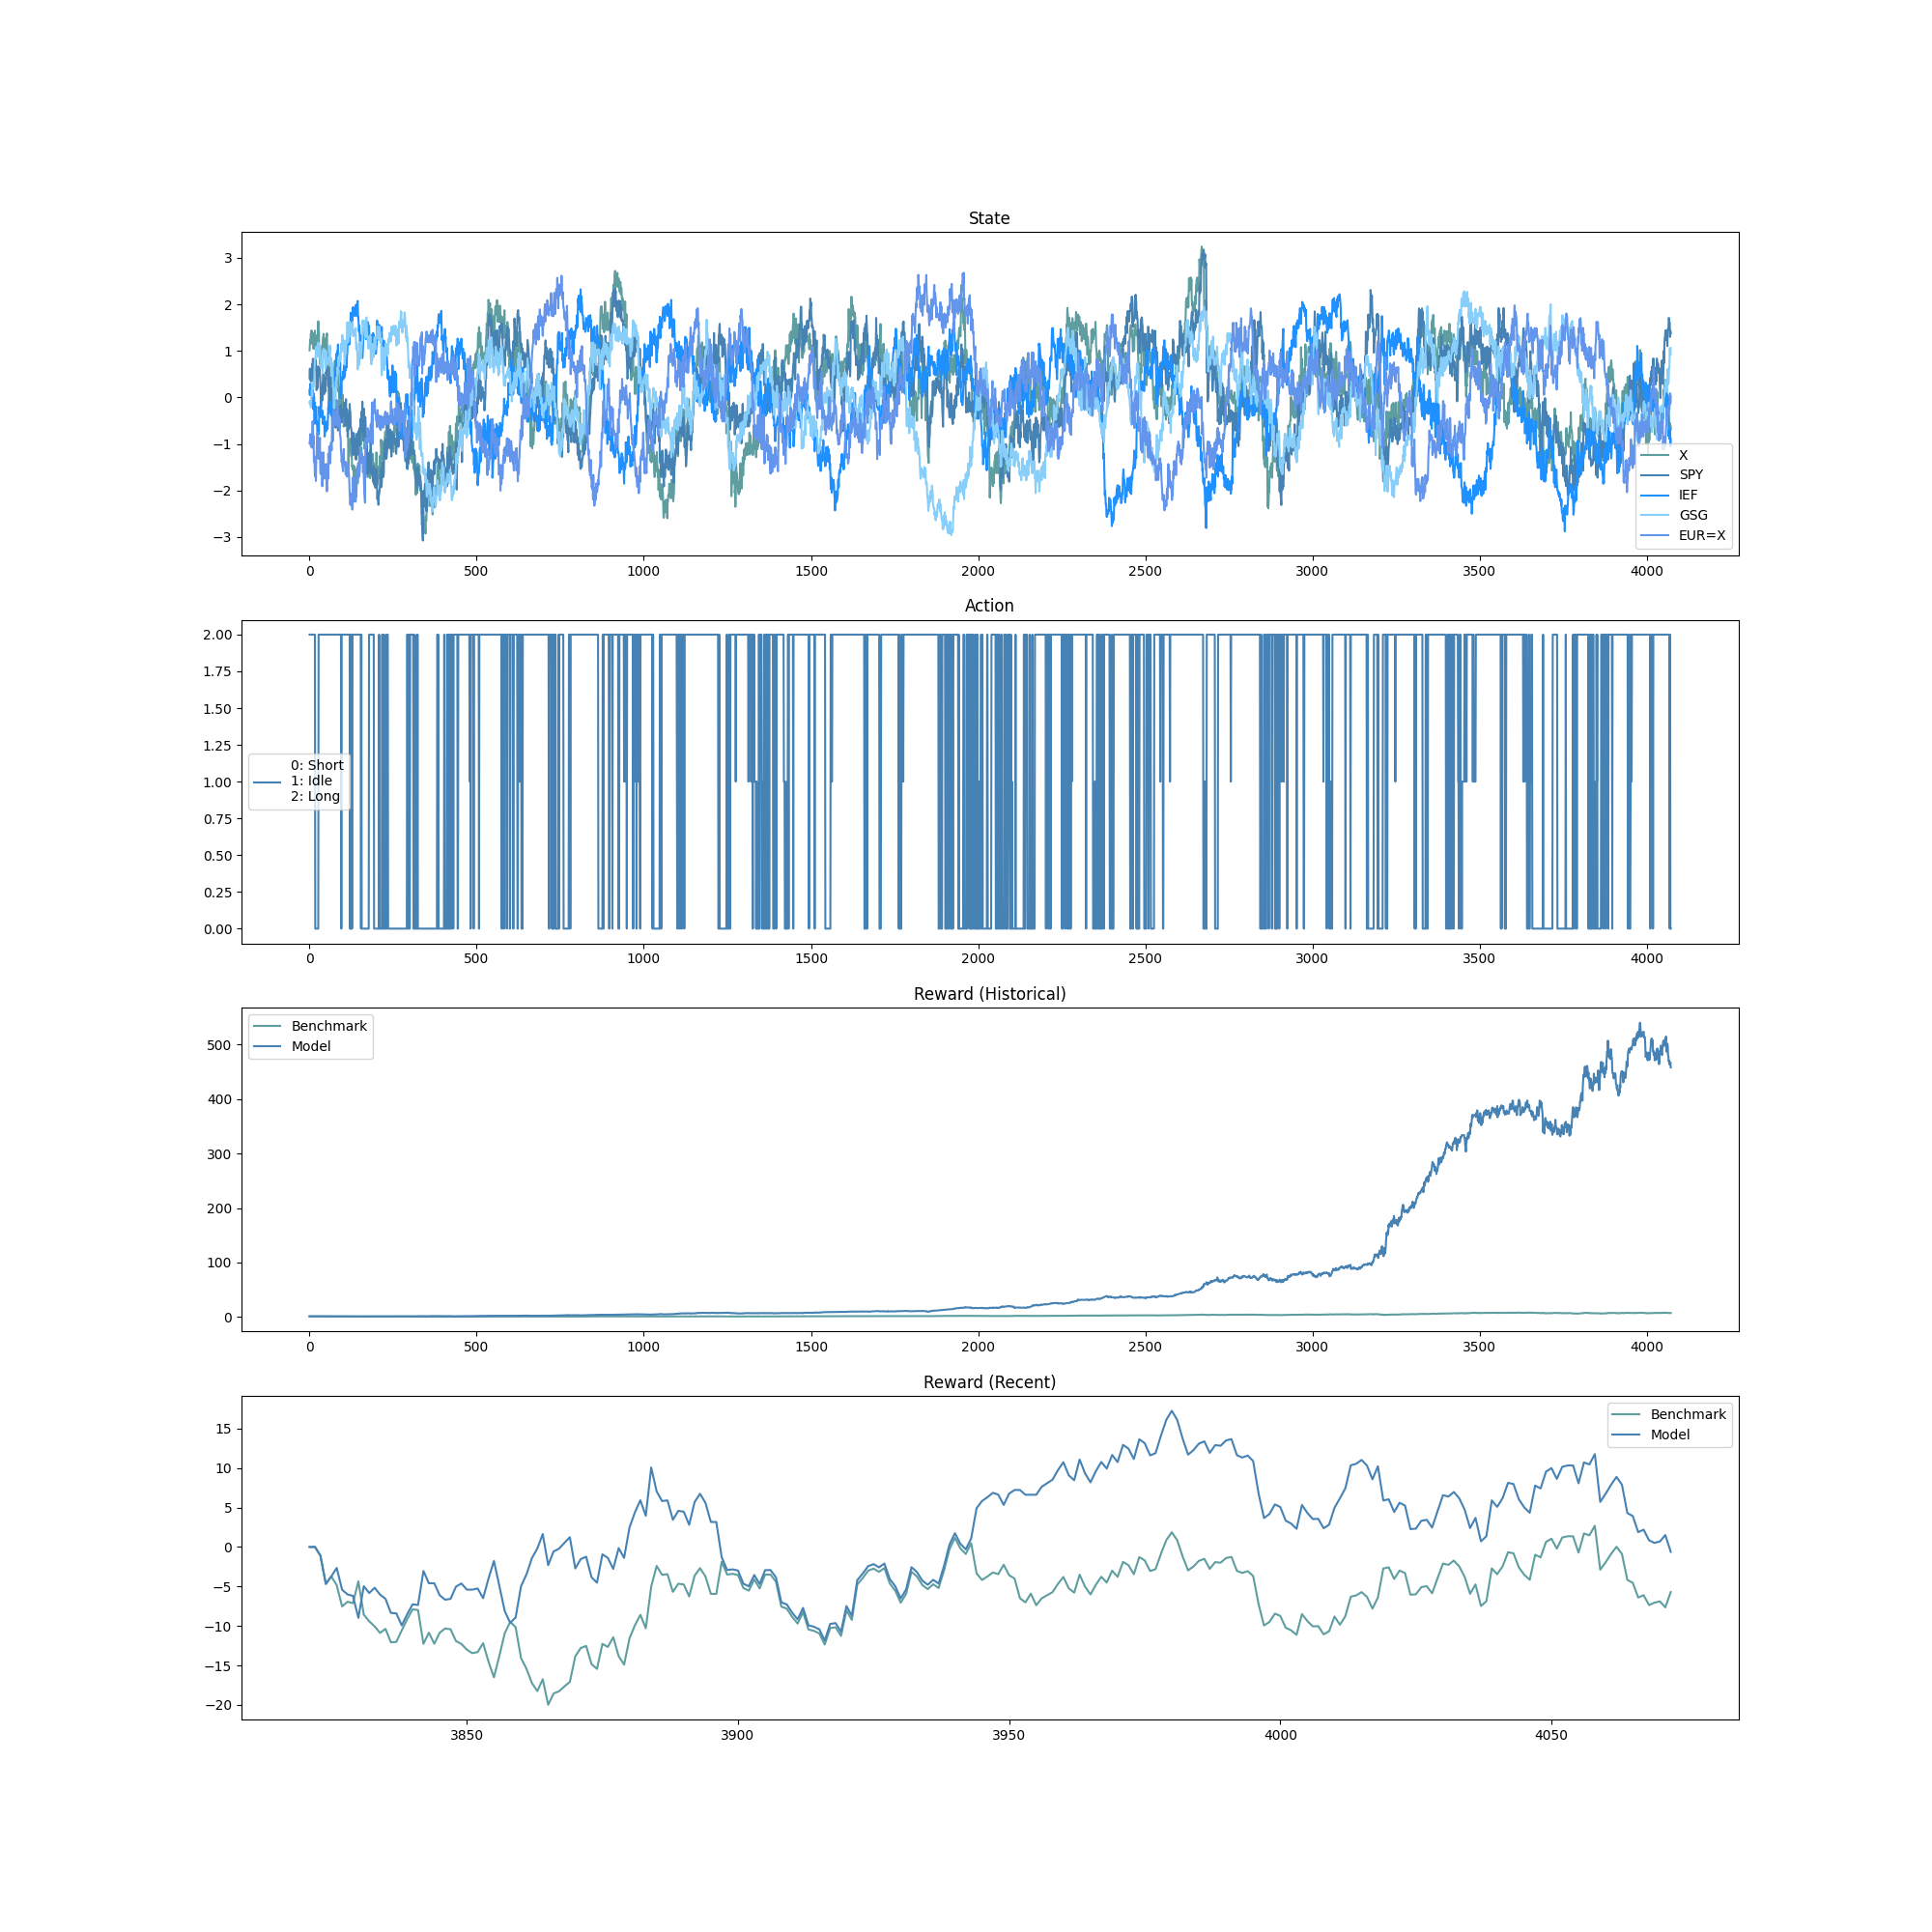 State
3
2
1
0
−1
−2
−3
X
SPY
IEF
GSG
EUR=X
0 500 1000 1500 2000 2500 3000 3500 4000
Action
2.00
1.75
1.50
1.25
1.00
0.75
0.50
0.25
0.00
0: Short
1: Idle
2: Long
0 500 1000 1500 2000 2500 3000 3500 4000
Reward (Historical)
Benchmark
Model
500
400
300
200
100
0
0 500 1000 1500 2000 2500 3000 3500 4000
Reward (Recent)
Benchmark
Model
15
10
5
0
−5
−10
−15
−20
3850 3900 3950 4000 4050